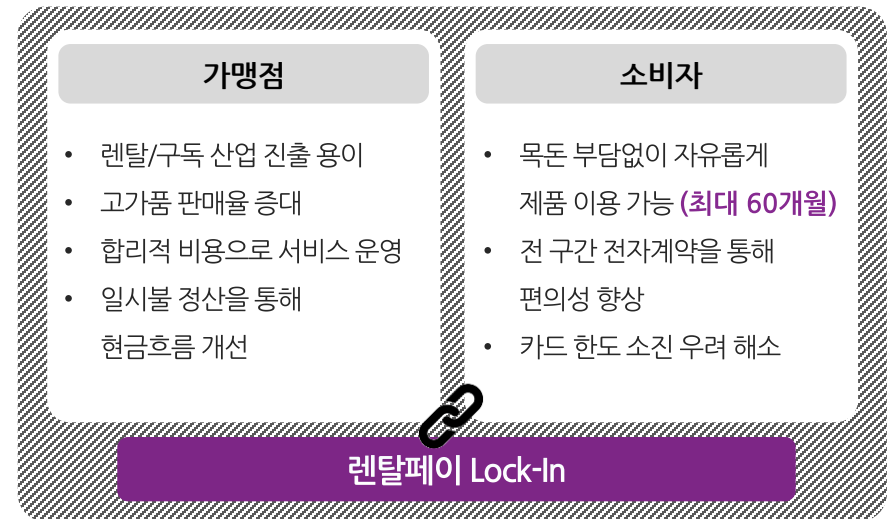 가맹점
• 렌탈/구독 산업 진출 용이
• 고가품 판매율 증대
• 합리적 비용으로 서비스 운영
• 일시불 정산을 통해
현금흐름 개선
소비자
• 목돈 부담없이 자유롭게
제품 이용 가능 (최대 60개월)
• 전 구간 전자계약을 통해
편의성 향상
• 카드 한도 소진 우려 해소
렌탈페이 Lock-In